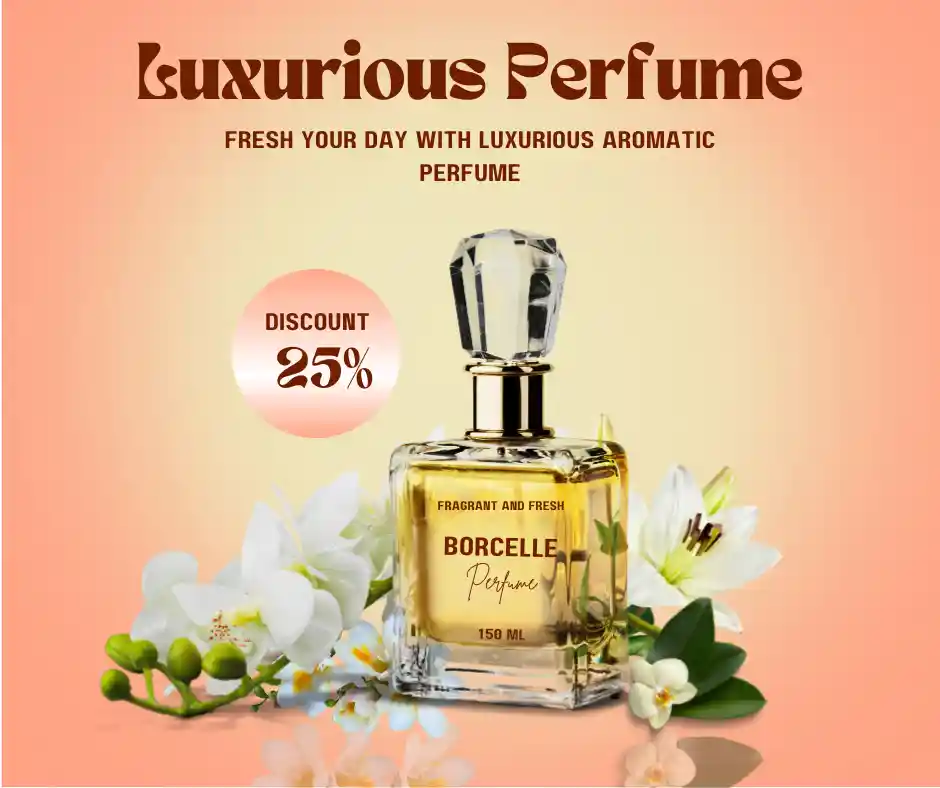 Luxurious Perfume
FRESH YOUR DAY WITH LUXURIOUS AROMATIC
PERFUME
DISCOUNT
25%
FRAGRANT AND FRESH
BORCELLE
Perfume
150 ML